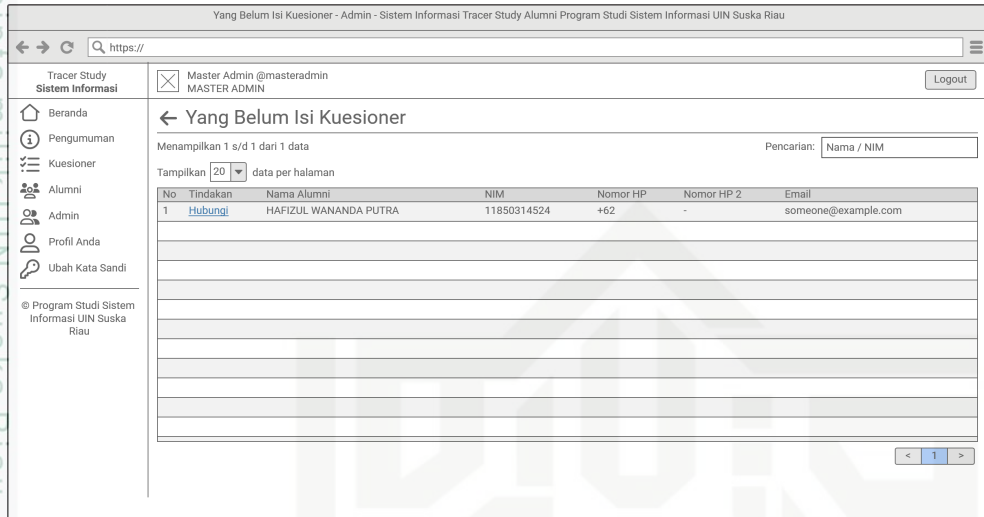 Yang Belum Isi Kuesioner - Admin - Sistem Informasi Tracer Study Alumni Program Studi Sistem Informasi UIN Suska Riau
https://
Tracer Study
Sistem Informasi
Master Admin @masteradmin
MASTER ADMIN
Logout
Beranda
Pengumuman
Kuesioner
Alumni
Admin
Profil Anda
Ubah Kata Sandi
© Program Studi Sistem
Informasi UIN Suska
Riau
Yang Belum Isi Kuesioner
Menampilkan 1 s/d 1 dari 1 data
Pencarian: Nama / NIM
Tampilkan 20 data per halaman
No Tindakan Nama Alumni NIM Nomor HP Nomor HP 2 Email
1 Hubungi HAFIZUL WANANDA PUTRA 11850314524 +62 - someone@example.com
< 1 >